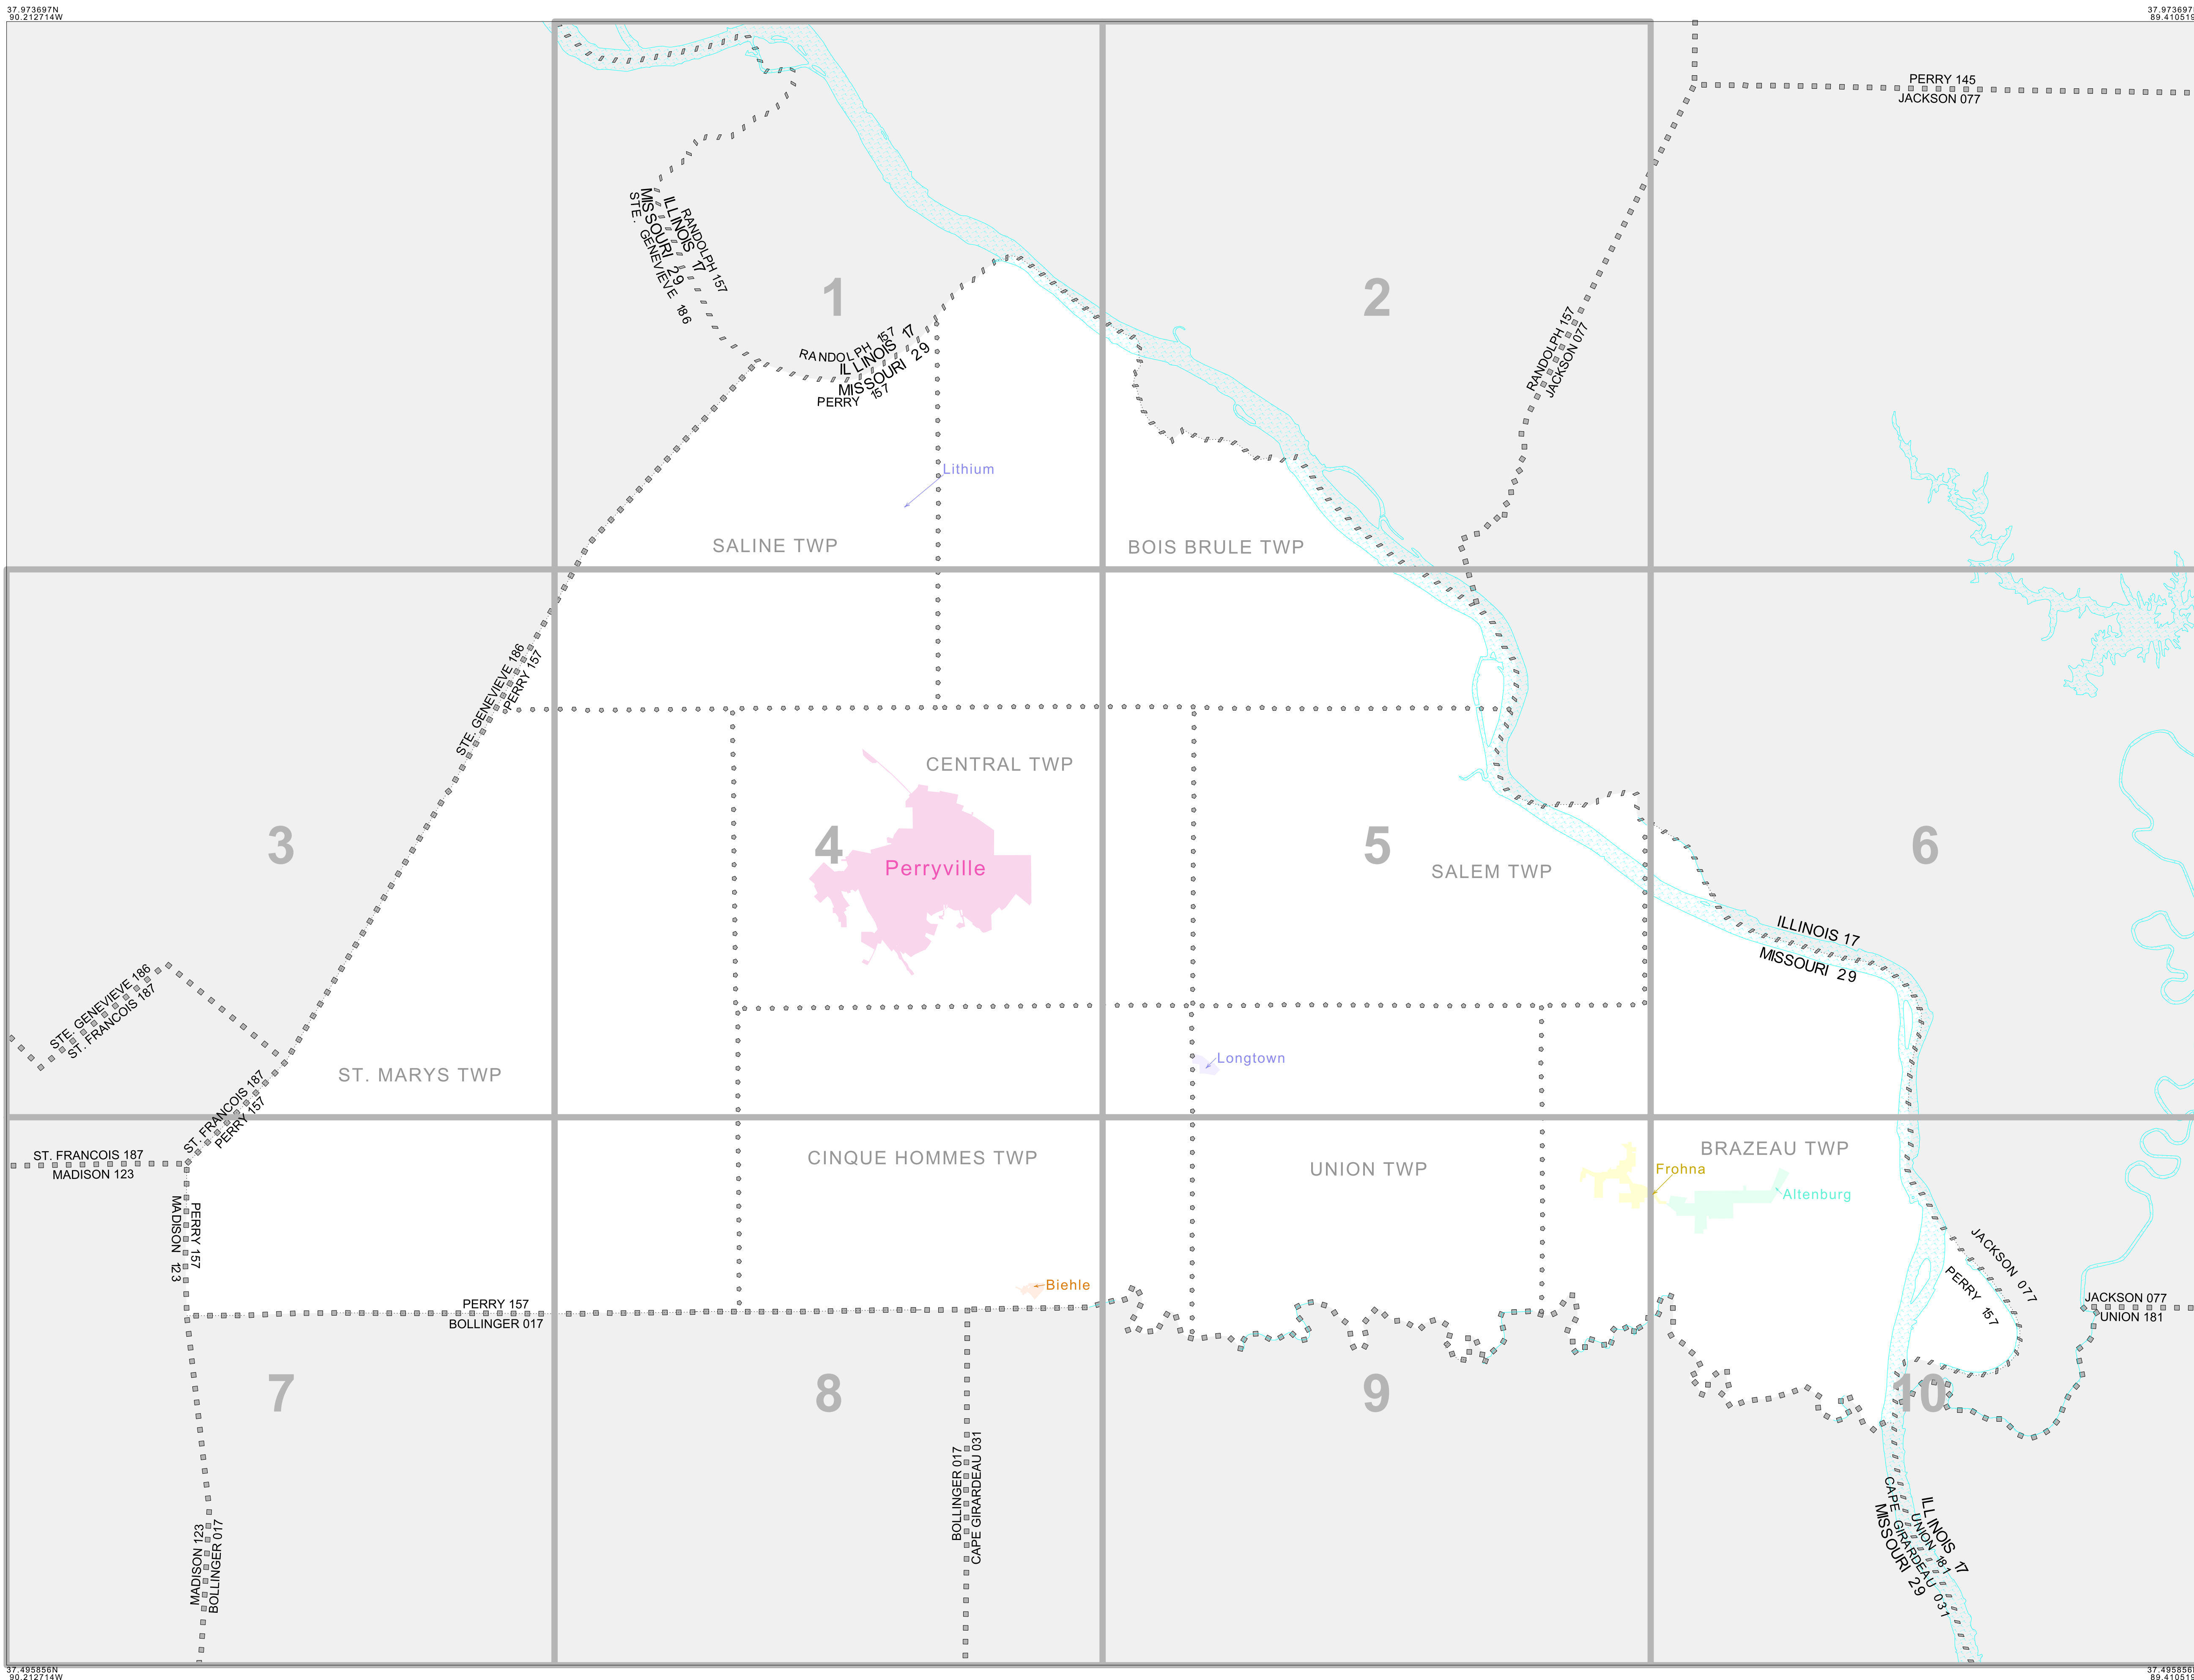 37.973697N
90.212714W
37.973697N
89.410519
PERRY 145
JACKSON 077
RANDOLPH 157
ILLINOIS 17
MISSOURI 29
STE. GENEVIEVE 186
1
2
RANDOLPH 157
JACKSON 077
RANDOLPH 157
ILLINOIS 17
MISSOURI 29
PERRY 157
Lithium
SALINE TWP
BOIS BRULE TWP
STE. GENEVIEVE 186
PERRY 157
CENTRAL TWP
3
4
5
6
Perryville
SALEM TWP
ILLINOIS 17
MISSOURI 29
STE. GENEVIEVE 186
ST. FRANCOIS 187
Longtown
ST. MARYS TWP
ST. FRANCOIS 187
PERRY 157
ST. FRANCOIS 187
MADISON 123
CINQUE HOMMES TWP
UNION TWP
BRAZEAU TWP
Frohna
Altenburg
MADISON 123
PERRY 157
Biehle
JACKSON 077
PERRY 157
PERRY 157
BOLLINGER 017
JACKSON 077
UNION 181
7
8
9
10
BOLLINGER 017
CAPE GIRARDEAU 031
MADISON 123
BOLLINGER 017
ILLINOIS 17
UNION 181
CAPE GIRARDEAU 031
MISSOURI 29
37.495856N
90.212714W
37.495856N
89.410519